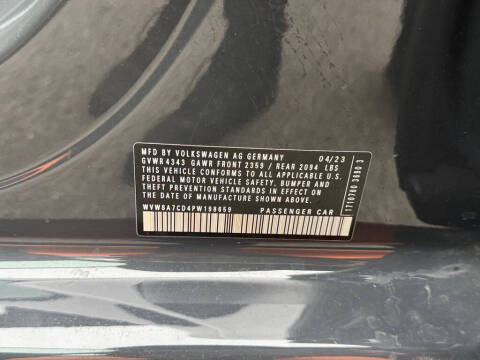 MFD BY VOLKSWAGEN AG GERMANY 04/23
GVWR 4343 GAWR FRONT 2359 / REAR 2094 LBS
THIS VEHICLE CONFORMS TO ALL APPLICABLE U.S.
FEDERAL MOTOR VEHICLE SAFETY, BUMPER AND
THEFT PREVENTION STANDARDS IN EFFECT
ON THE DATE OF MANUFACTURE SHOWN ABOVE.
WVW8A7CD4PW198069 PASSENGER CAR